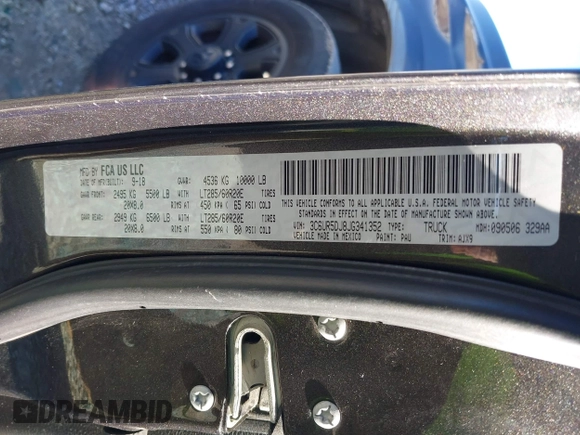 MFG BY FCA US LLC
DATE OF MFR(BUILT): 9-18 GVWR: 4536 KG 10000 LB
GAWR FRONT: 2495 KG 5500 LB WITH LT285/60R20E TIRES
20X8.0 RIMS AT 450 KPA ( 65 PSI) COLD
GAWR REAR: 2949 KG 6500 LB WITH LT285/60R20E TIRES
20X8.0 RIMS AT 550 KPA ( 80 PSI) COLD
THIS VEHICLE CONFORMS TO ALL APPLICABLE U.S.A. FEDERAL MOTOR VEHICLE SAFETY
STANDARDS IN EFFECT ON THE DATE OF MANUFACTURE SHOWN ABOVE.
VIN: 3C6UR5DJ8JG341352 TRUCK MDH: 090506 329AA
VEHICLE MADE IN MEXICO PAINT: PAU TRIM: AJX9
DREAMBID